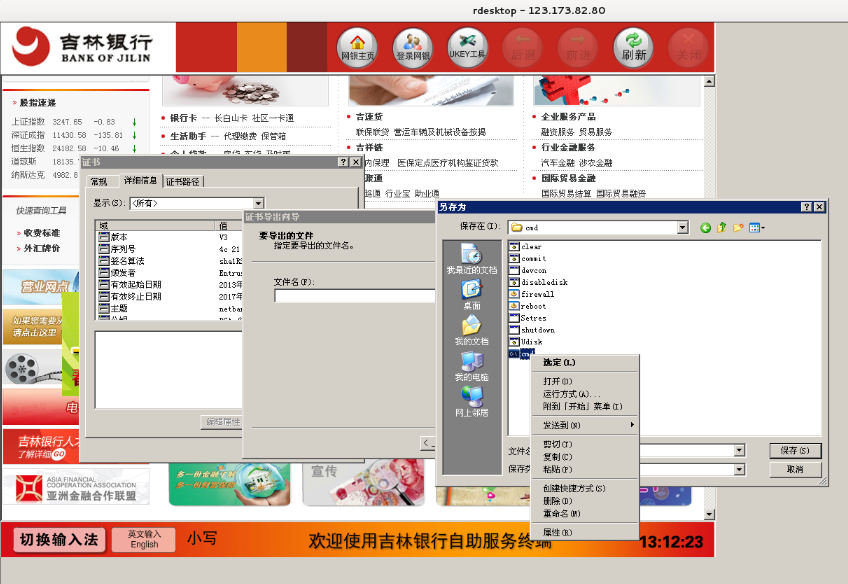 rdesktop - 123.173.82.80
吉林银行
BANK OF JILIN
网银主页
登录网银
UKEY工具
后退
前进
刷新
关闭
股指速递
上证指数 3247.65 -0.83
深证成指 11430.58 -135.81
恒生指数 24182.58 -10.46
道琼斯 18135.
纳斯达克 4982.8
快速查询工具
收费标准
外汇牌价
营业网点
如果您需要
请点击这里
电
吉林银行人
了解详细GO
ASIA FINANCIAL
COOPERATION ASSOCIATION
亚洲金融合作联盟
银行卡 -- 长白山卡 社区一卡通
生活助手 -- 代理缴费 保管箱
吉速贷
联保联贷 营运车辆及机械设备按揭
吉祥链
内保理 医保定点医疗机构鉴证贷款
聚通
路通 行业宝 助业通
企业服务产品
融资服务 贸易服务
行业金融服务
汽车金融 涉农金融
国际贸易金融
国际贸易结算 国际贸易融资
证书
常规
详细信息
证书路径
显示(S):
<所有>
域
值
版本 V3
序列号 4c 21
签名算法 sha1R
颁发者 Entrus
有效起始日期 2013年
有效终止日期 2017年
主题 netban
编辑属性
证书导出向导
要导出的文件
指定要导出的文件名。
文件名(F):
<
另存为
保存在(I):
cmd
我最近的文档
桌面
我的文档
我的电脑
网上邻居
clear
commit
devcon
disabledisk
firewall
reboot
Setres
shutdown
Udisk
选定(L)
打开(O)
运行方式(A)...
附到「开始」菜单(I)
发送到(N)
剪切(T)
复制(C)
粘贴(P)
创建快捷方式(S)
删除(D)
重命名(M)
属性(R)
文件名
保存类
保存(S)
取消
多一份金融
宣传
切换输入法
英文输入
English
小写
欢迎使用吉林银行自助服务终端
13:12:23